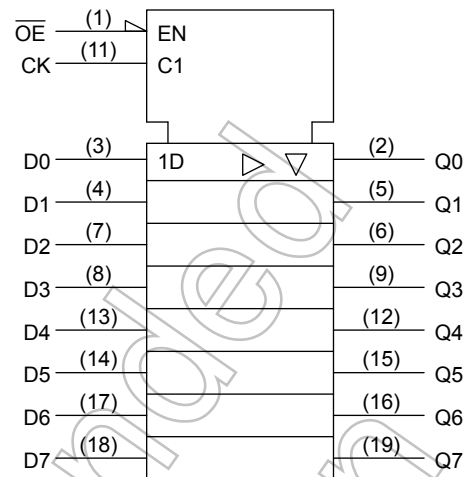 OE (1) EN
CK (11) C1
D0 (3) 1D (2) Q0
D1 (4) (5) Q1
D2 (7) (6) Q2
D3 (8) (9) Q3
D4 (13) (12) Q4
D5 (14) (15) Q5
D6 (17) (16) Q6
D7 (18) (19) Q7
nded